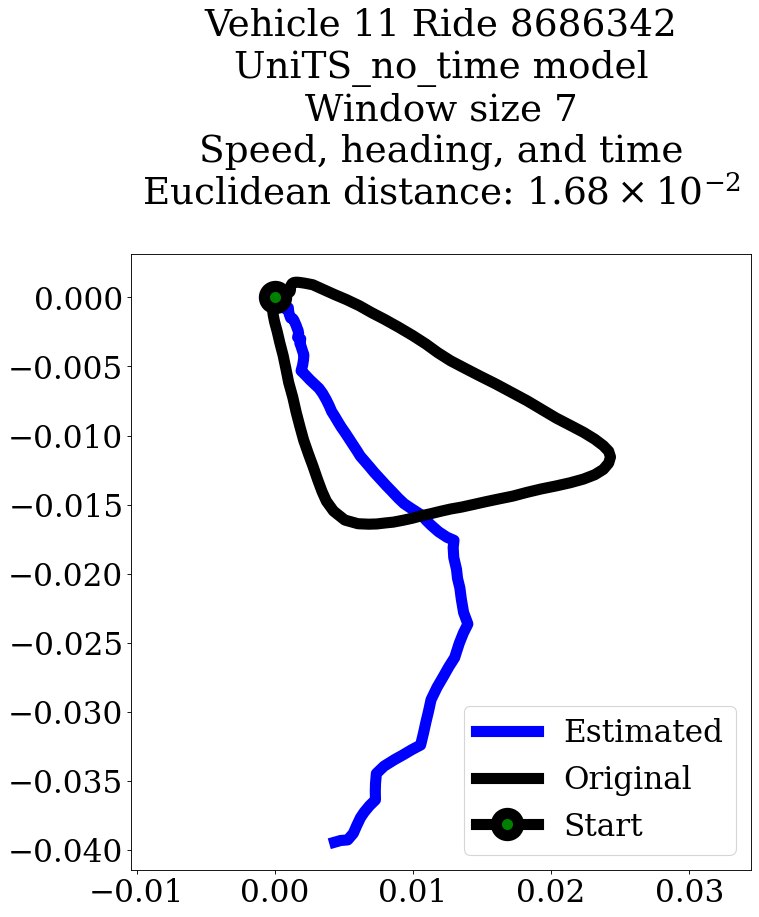 Vehicle 11 Ride 8686342
UniTS_no_time model
Window size 7
Speed, heading, and time
Euclidean distance: 1.68 × 10⁻²
0.000
−0.005
−0.010
−0.015
−0.020
−0.025
−0.030
−0.035
−0.040
Estimated
Original
Start
−0.01 0.00 0.01 0.02 0.03